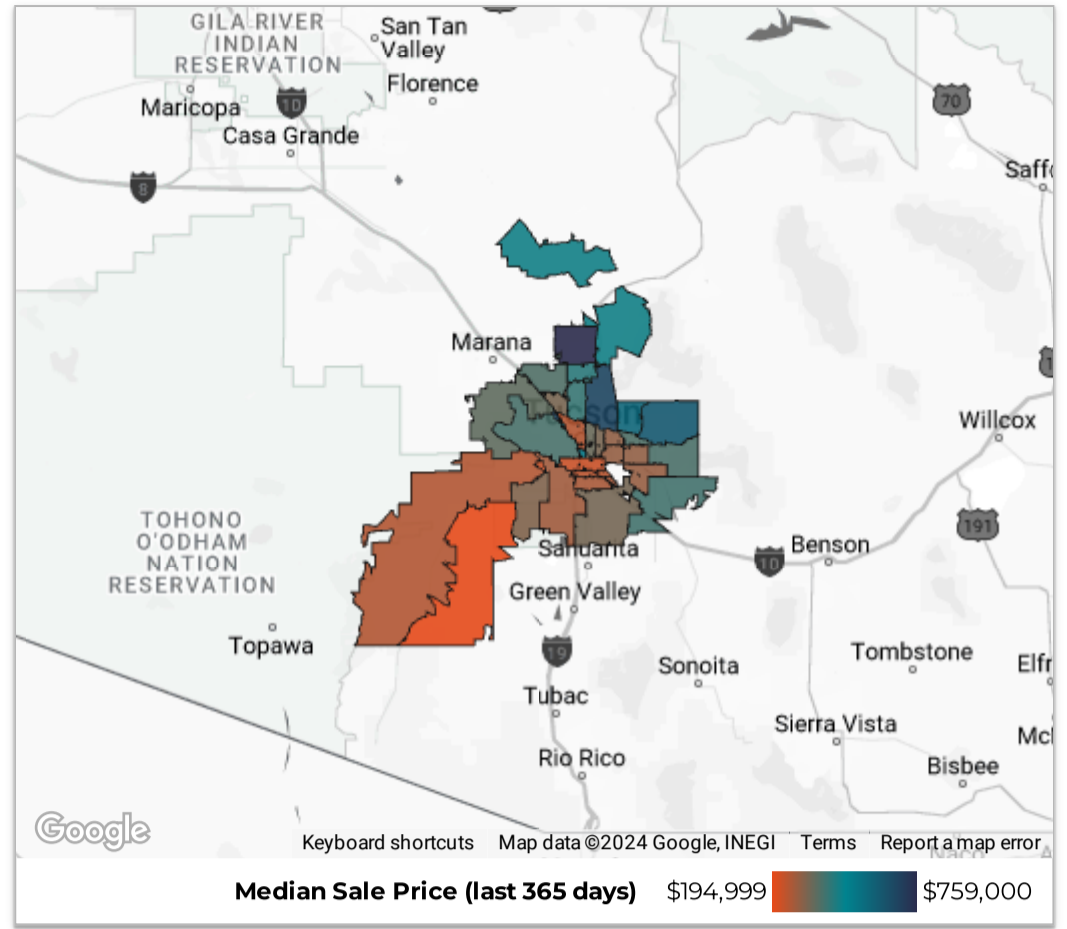 GILA RIVER
INDIAN
RESERVATION
San Tan
Valley
Florence
Maricopa
10
Casa Grande
8
70
Marana
Tucson
Willcox
191
TOHONO
O'ODHAM
NATION
RESERVATION
Benson
10
Sahuarita
Green Valley
Topawa
19
Sonoita
Tombstone
Tubac
Sierra Vista
Rio Rico
Bisbee
Google
Keyboard shortcuts
Map data ©2024 Google, INEGI
Terms
Report a map error
Naco
Median Sale Price (last 365 days)
$194,999
$759,000